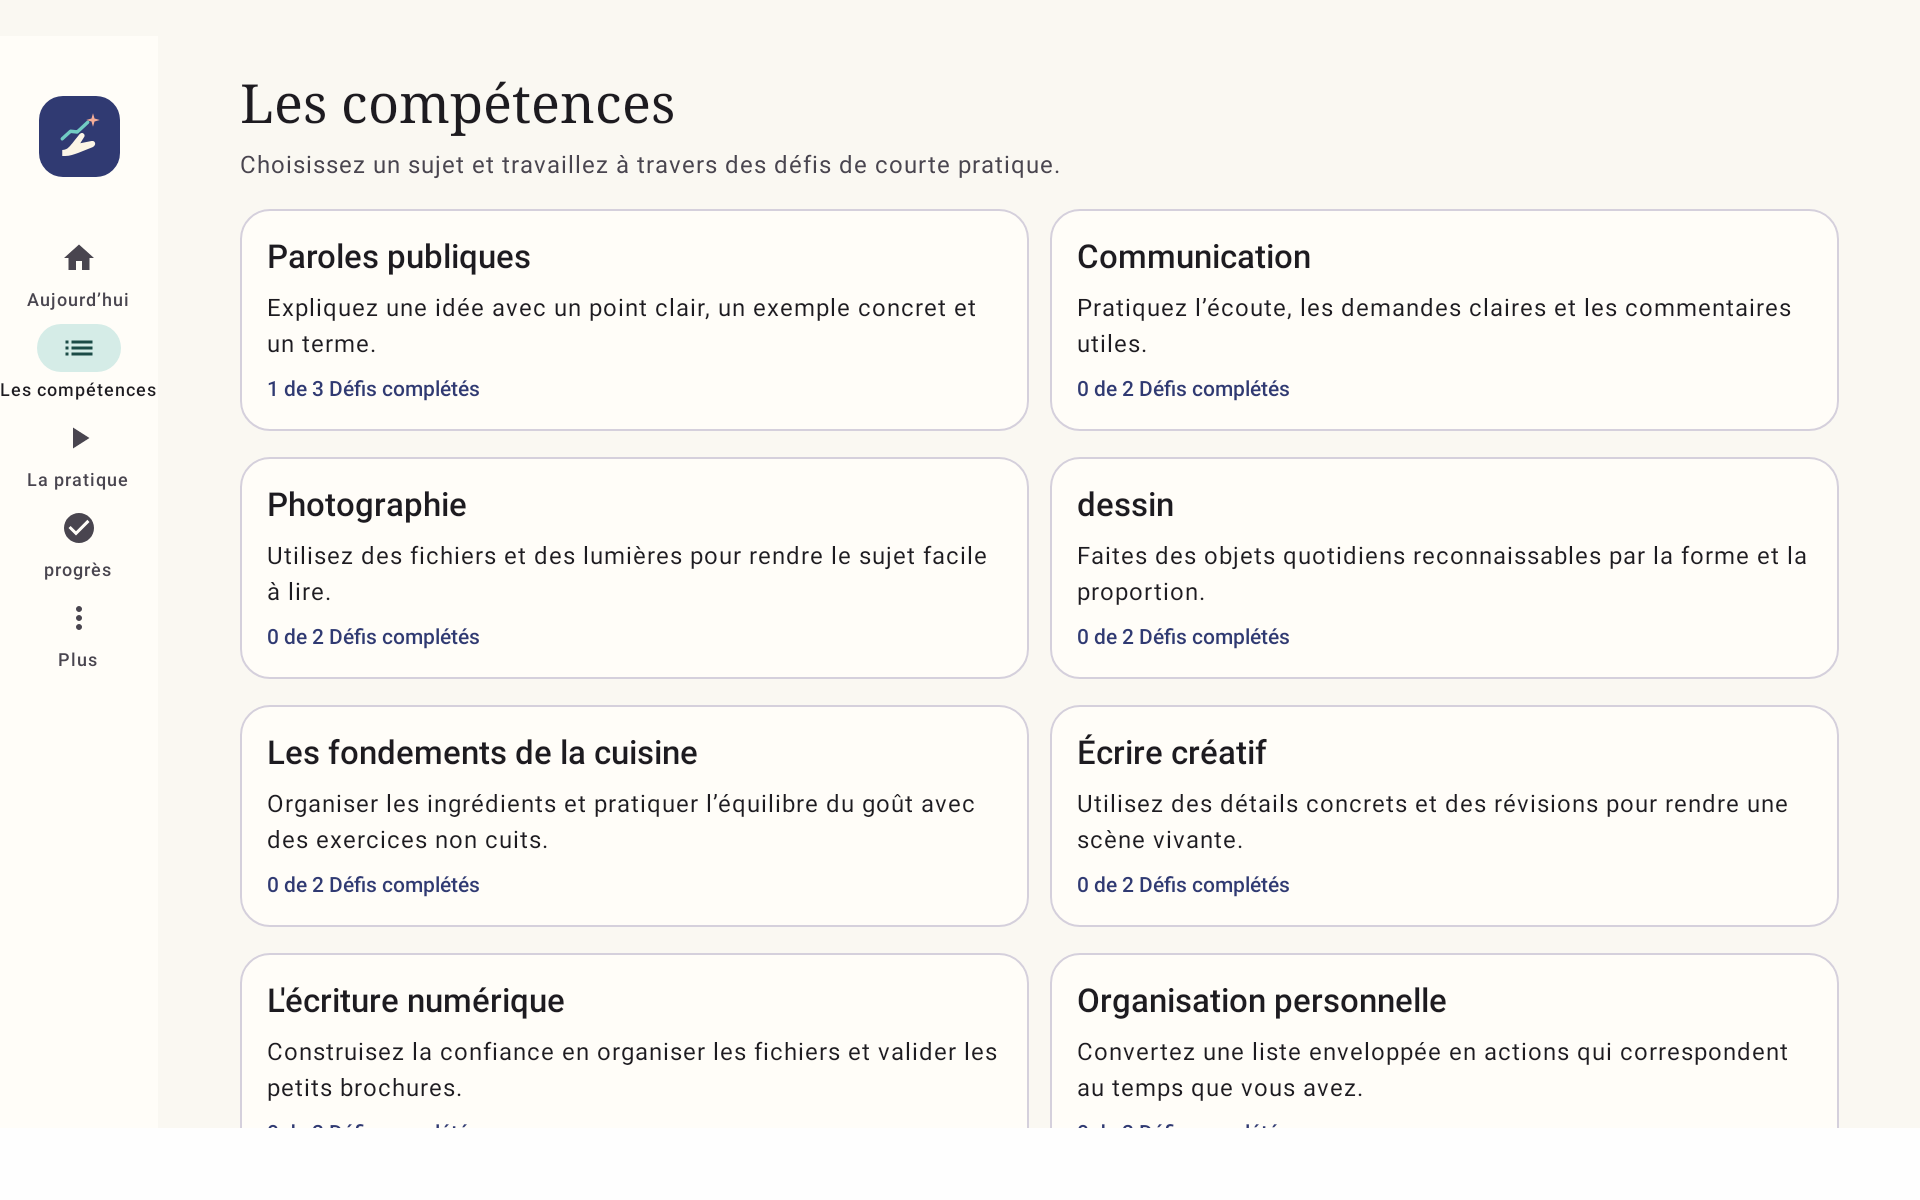 Les compétences
Choisissez un sujet et travaillez à travers des défis de courte pratique.
Aujourd’hui
Les compétences
La pratique
progrès
Plus
Paroles publiques
Expliquez une idée avec un point clair, un exemple concret et
un terme.
1 de 3 Défis complétés
Communication
Pratiquez l’écoute, les demandes claires et les commentaires
utiles.
0 de 2 Défis complétés
Photographie
Utilisez des fichiers et des lumières pour rendre le sujet facile
à lire.
0 de 2 Défis complétés
dessin
Faites des objets quotidiens reconnaissables par la forme et la
proportion.
0 de 2 Défis complétés
Les fondements de la cuisine
Organiser les ingrédients et pratiquer l’équilibre du goût avec
des exercices non cuits.
0 de 2 Défis complétés
Écrire créatif
Utilisez des détails concrets et des révisions pour rendre une
scène vivante.
0 de 2 Défis complétés
L'écriture numérique
Construisez la confiance en organiser les fichiers et valider les
petits brochures.
Organisation personnelle
Convertez une liste enveloppée en actions qui correspondent
au temps que vous avez.